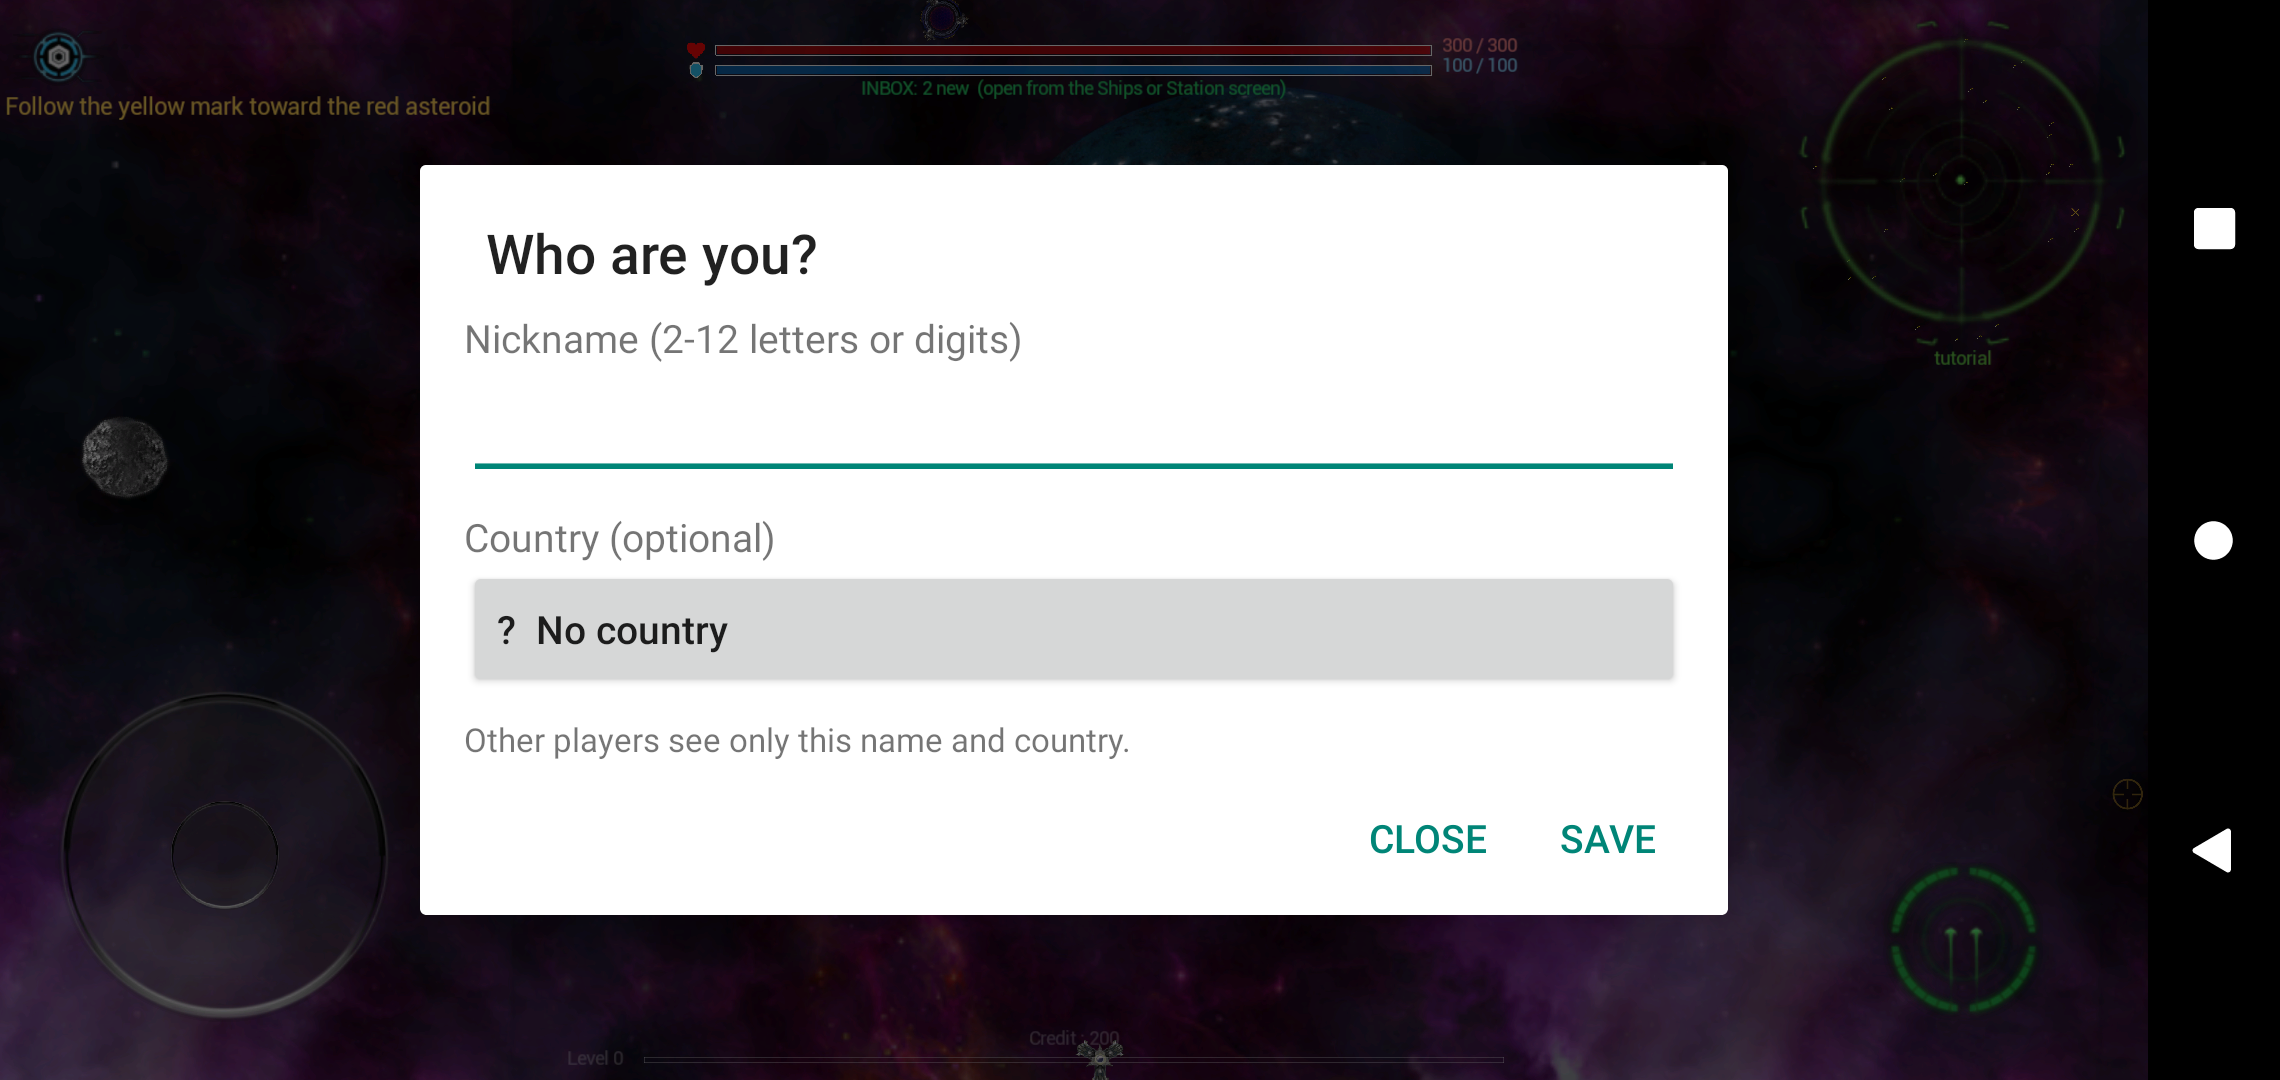 300 / 300
100 / 100
INBOX: 2 new  (open from the Ships or Station screen)
Follow the yellow mark toward the red asteroid
Who are you?
Nickname (2-12 letters or digits)
tutorial
Country (optional)
? No country
Other players see only this name and country.
CLOSE SAVE
Credit : 200
Level 0